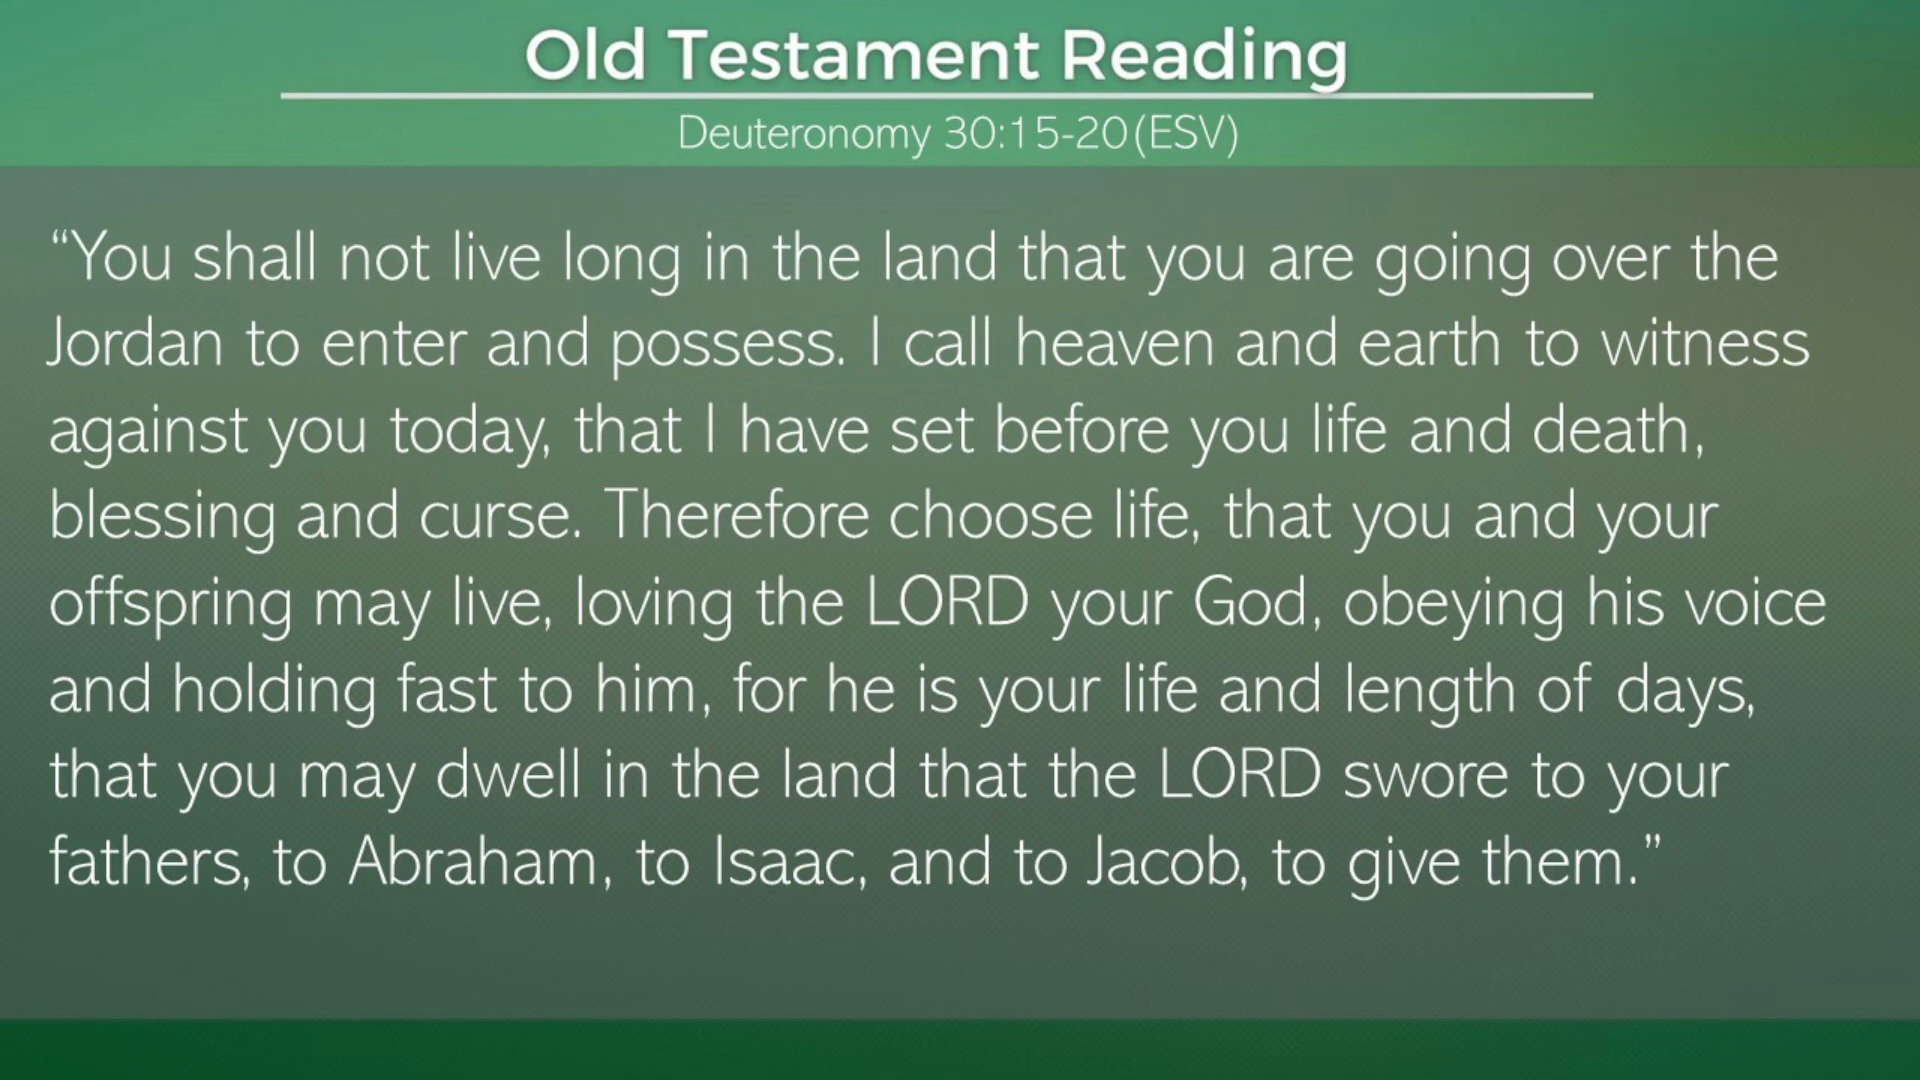 Old Testament Reading
Deuteronomy 30:15-20(ESV)
“You shall not live long in the land that you are going over the
Jordan to enter and possess. I call heaven and earth to witness
against you today, that I have set before you life and death,
blessing and curse. Therefore choose life, that you and your
offspring may live, loving the LORD your God, obeying his voice
and holding fast to him, for he is your life and length of days,
that you may dwell in the land that the LORD swore to your
fathers, to Abraham, to Isaac, and to Jacob, to give them.”